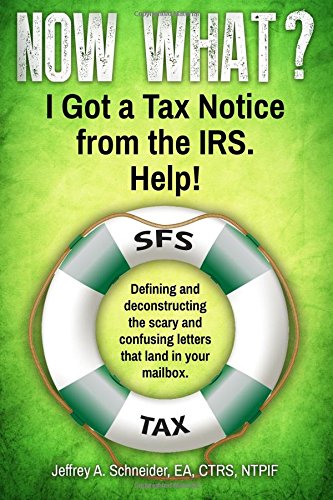 NOW WHAT?
I Got a Tax Notice
from the IRS.
Help!
SFS
Defining and
deconstructing
the scary and
confusing letters
that land in your
mailbox.
TAX
Jeffrey A. Schneider, EA, CTRS, NTPIF